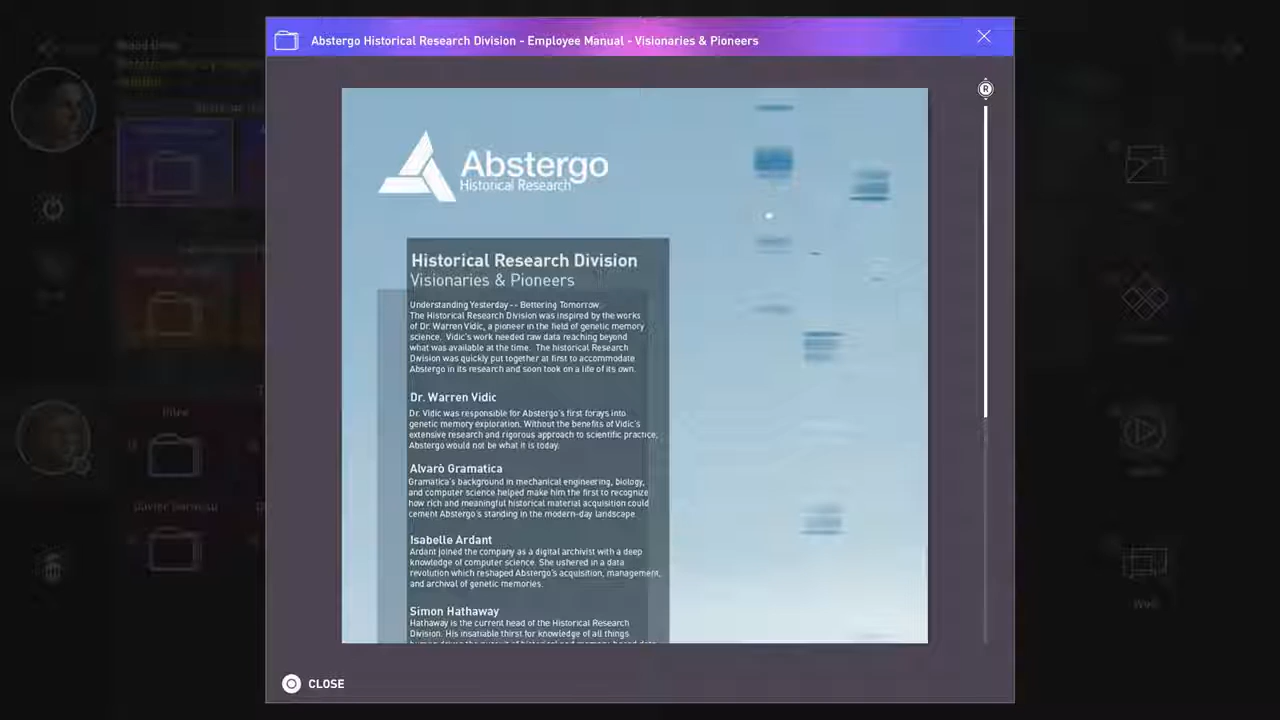 Abstergo Historical Research Division - Employee Manual - Visionaries & Pioneers
R
Abstergo
Historical Research
Historical Research Division
Visionaries & Pioneers
Understanding Yesterday -- Bettering Tomorrow.
The Historical Research Division was inspired by the works
of Dr. Warren Vidic, a pioneer in the field of genetic memory
science. Vidic's work needed raw data reaching beyond
what was available at the time. The historical Research
Division was quickly put together at first to accommodate
Abstergo in its research and soon took on a life of its own.
Dr. Warren Vidic
Dr. Vidic was responsible for Abstergo's first forays into
genetic memory exploration. Without the benefits of Vidic's
extensive research and rigorous approach to scientific practice,
Abstergo would not be what it is today.
Alvarò Gramatica
Gramatica's background in mechanical engineering, biology,
and computer science helped make him the first to recognize
how rich and meaningful historical material acquisition could
cement Abstergo's standing in the modern-day landscape.
Isabelle Ardant
Ardant joined the company as a digital archivist with a deep
knowledge of computer science. She ushered in a data
revolution which reshaped Abstergo's acquisition, management,
and archival of genetic memories.
Simon Hathaway
Hathaway is the current head of the Historical Research
Division. His insatiable thirst for knowledge of all things
CLOSE